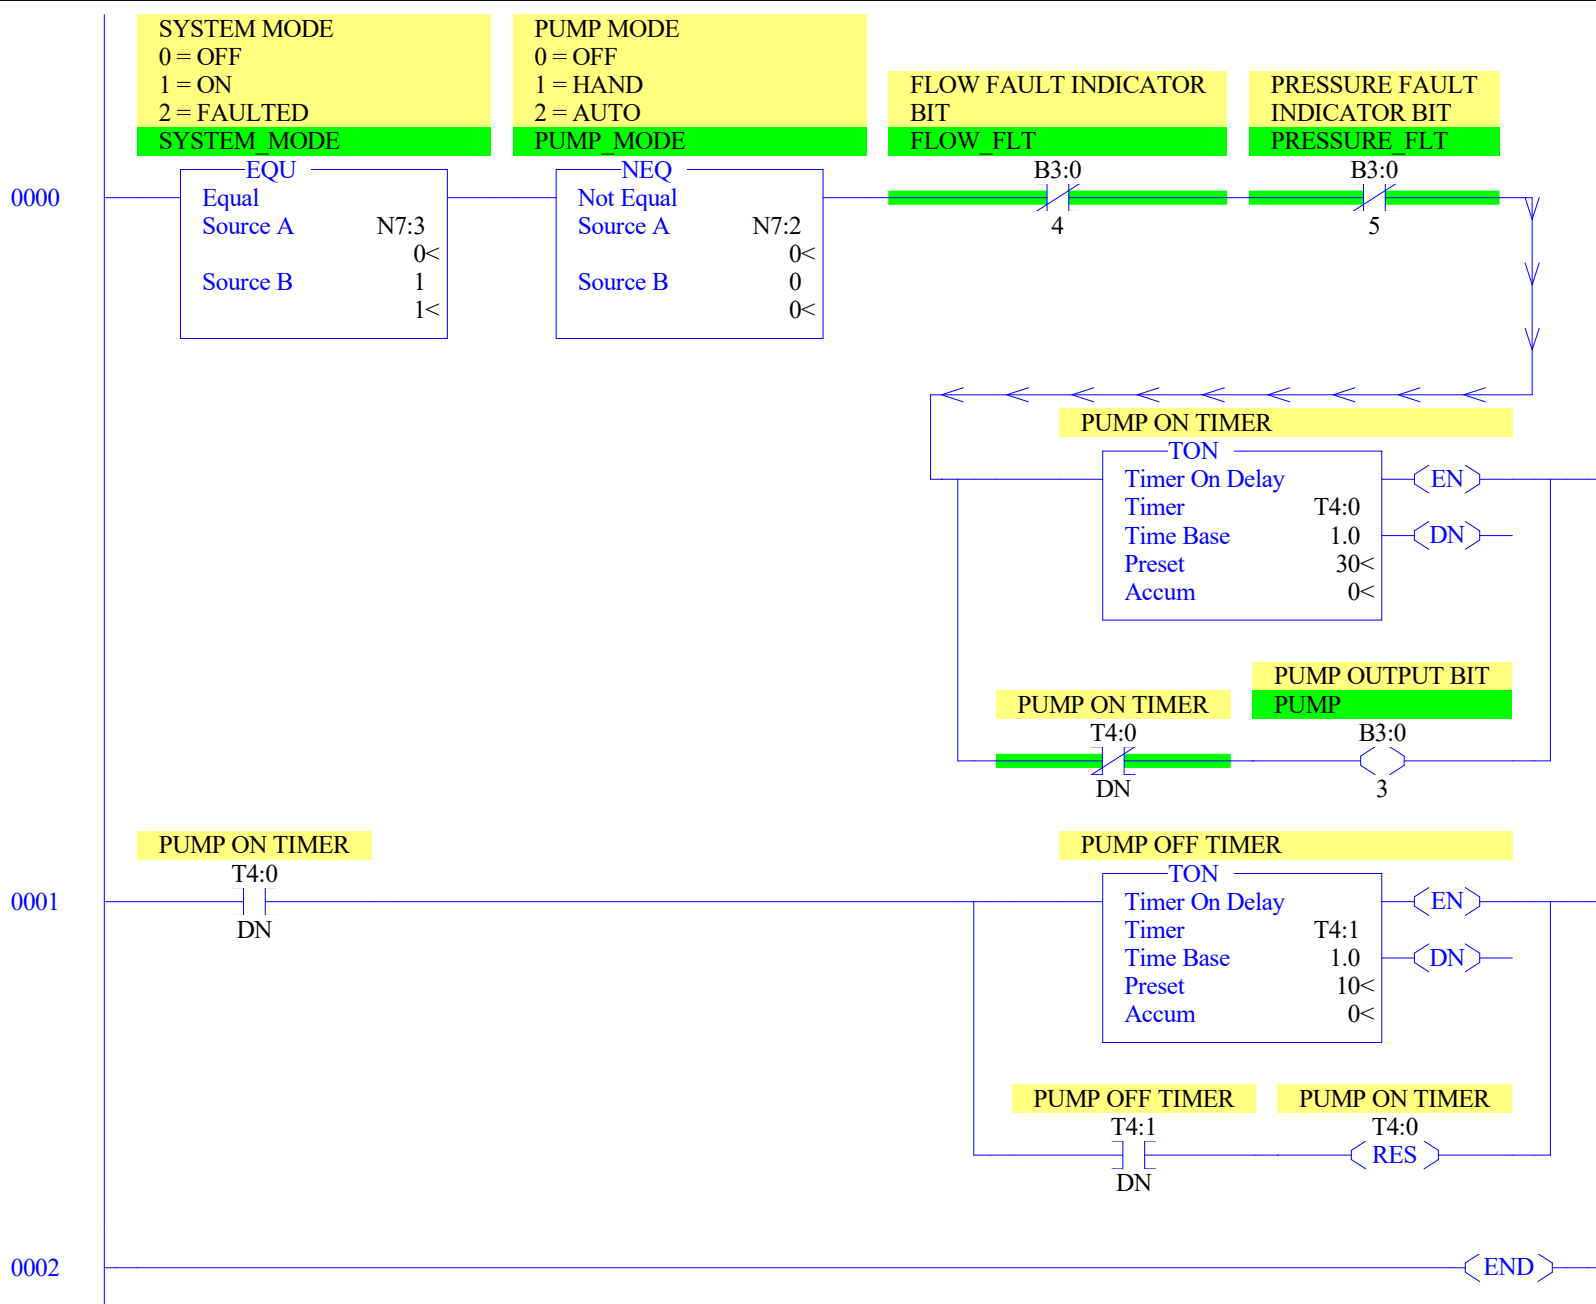 SYSTEM MODE
0 = OFF
1 = ON
2 = FAULTED
SYSTEM_MODE
EQU
Equal
Source A N7:3
0<
Source B 1
1<
PUMP MODE
0 = OFF
1 = HAND
2 = AUTO
PUMP_MODE
NEQ
Not Equal
Source A N7:2
0<
Source B 0
0<
FLOW FAULT INDICATOR
BIT
FLOW_FLT
B3:0
4
PRESSURE FAULT
INDICATOR BIT
PRESSURE_FLT
B3:0
5
0000
PUMP ON TIMER
TON
Timer On Delay
Timer T4:0
Time Base 1.0
Preset 30<
Accum 0<
EN
DN
PUMP ON TIMER
T4:0
DN
PUMP OUTPUT BIT
PUMP
B3:0
3
0001
PUMP ON TIMER
T4:0
DN
PUMP OFF TIMER
TON
Timer On Delay
Timer T4:1
Time Base 1.0
Preset 10<
Accum 0<
EN
DN
PUMP OFF TIMER
T4:1
DN
PUMP ON TIMER
T4:0
RES
0002
END